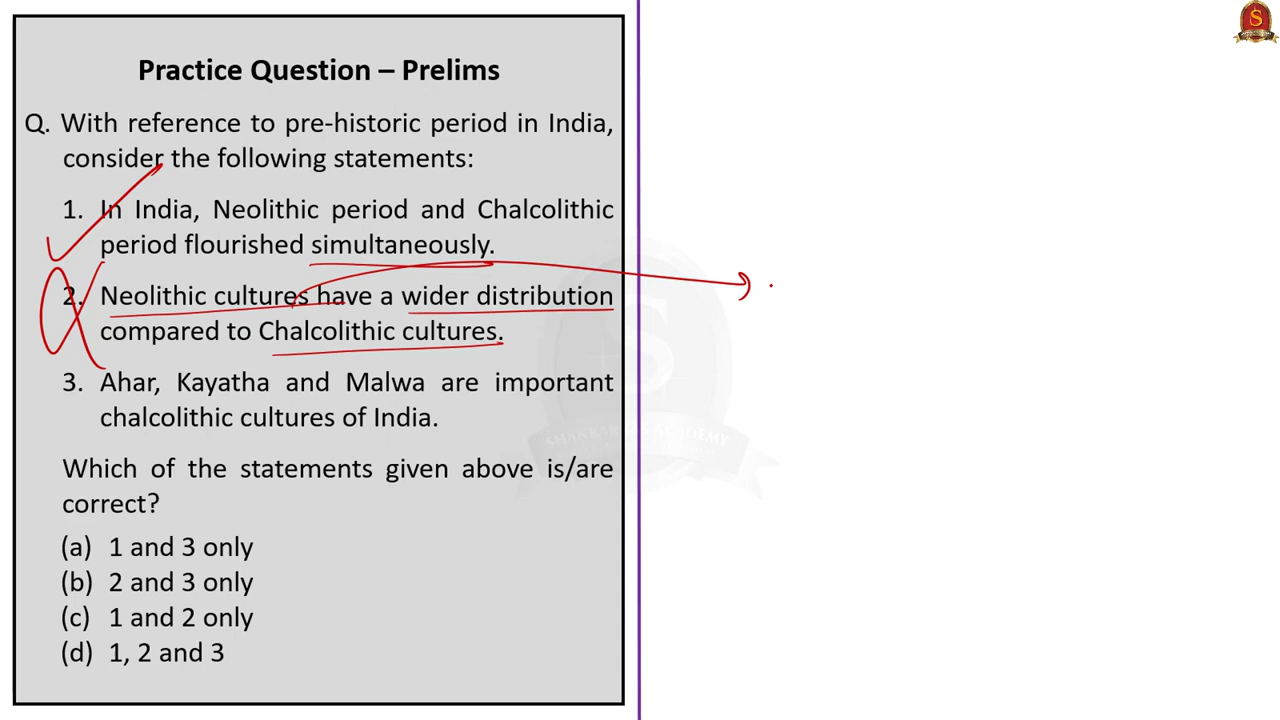 Practice Question – Prelims
Q. With reference to pre-historic period in India,
consider the following statements:
1. In India, Neolithic period and Chalcolithic
period flourished simultaneously.
2. Neolithic cultures have a wider distribution
compared to Chalcolithic cultures.
3. Ahar, Kayatha and Malwa are important
chalcolithic cultures of India.
Which of the statements given above is/are
correct?
(a) 1 and 3 only
(b) 2 and 3 only
(c) 1 and 2 only
(d) 1, 2 and 3
S